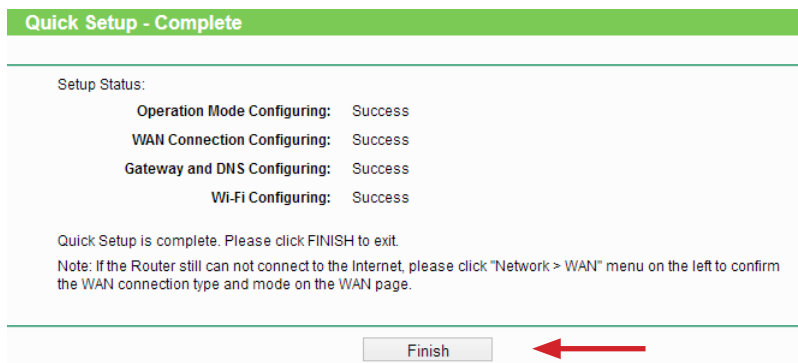 Quick Setup - Complete
Setup Status:
Operation Mode Configuring: Success
WAN Connection Configuring: Success
Gateway and DNS Configuring: Success
Wi-Fi Configuring: Success
Quick Setup is complete. Please click FINISH to exit.
Note: If the Router still can not connect to the Internet, please click "Network > WAN" menu on the left to confirm
the WAN connection type and mode on the WAN page.
Finish